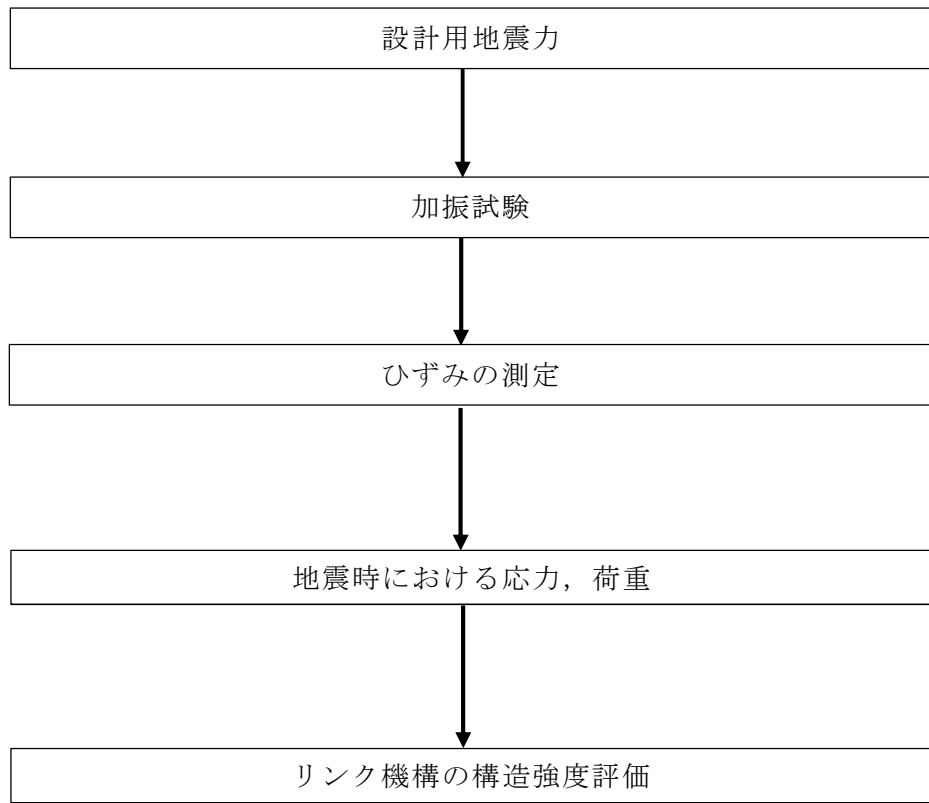 設計用地震力
加振試験
ひずみの測定
地震時における応力，荷重
リンク機構の構造強度評価